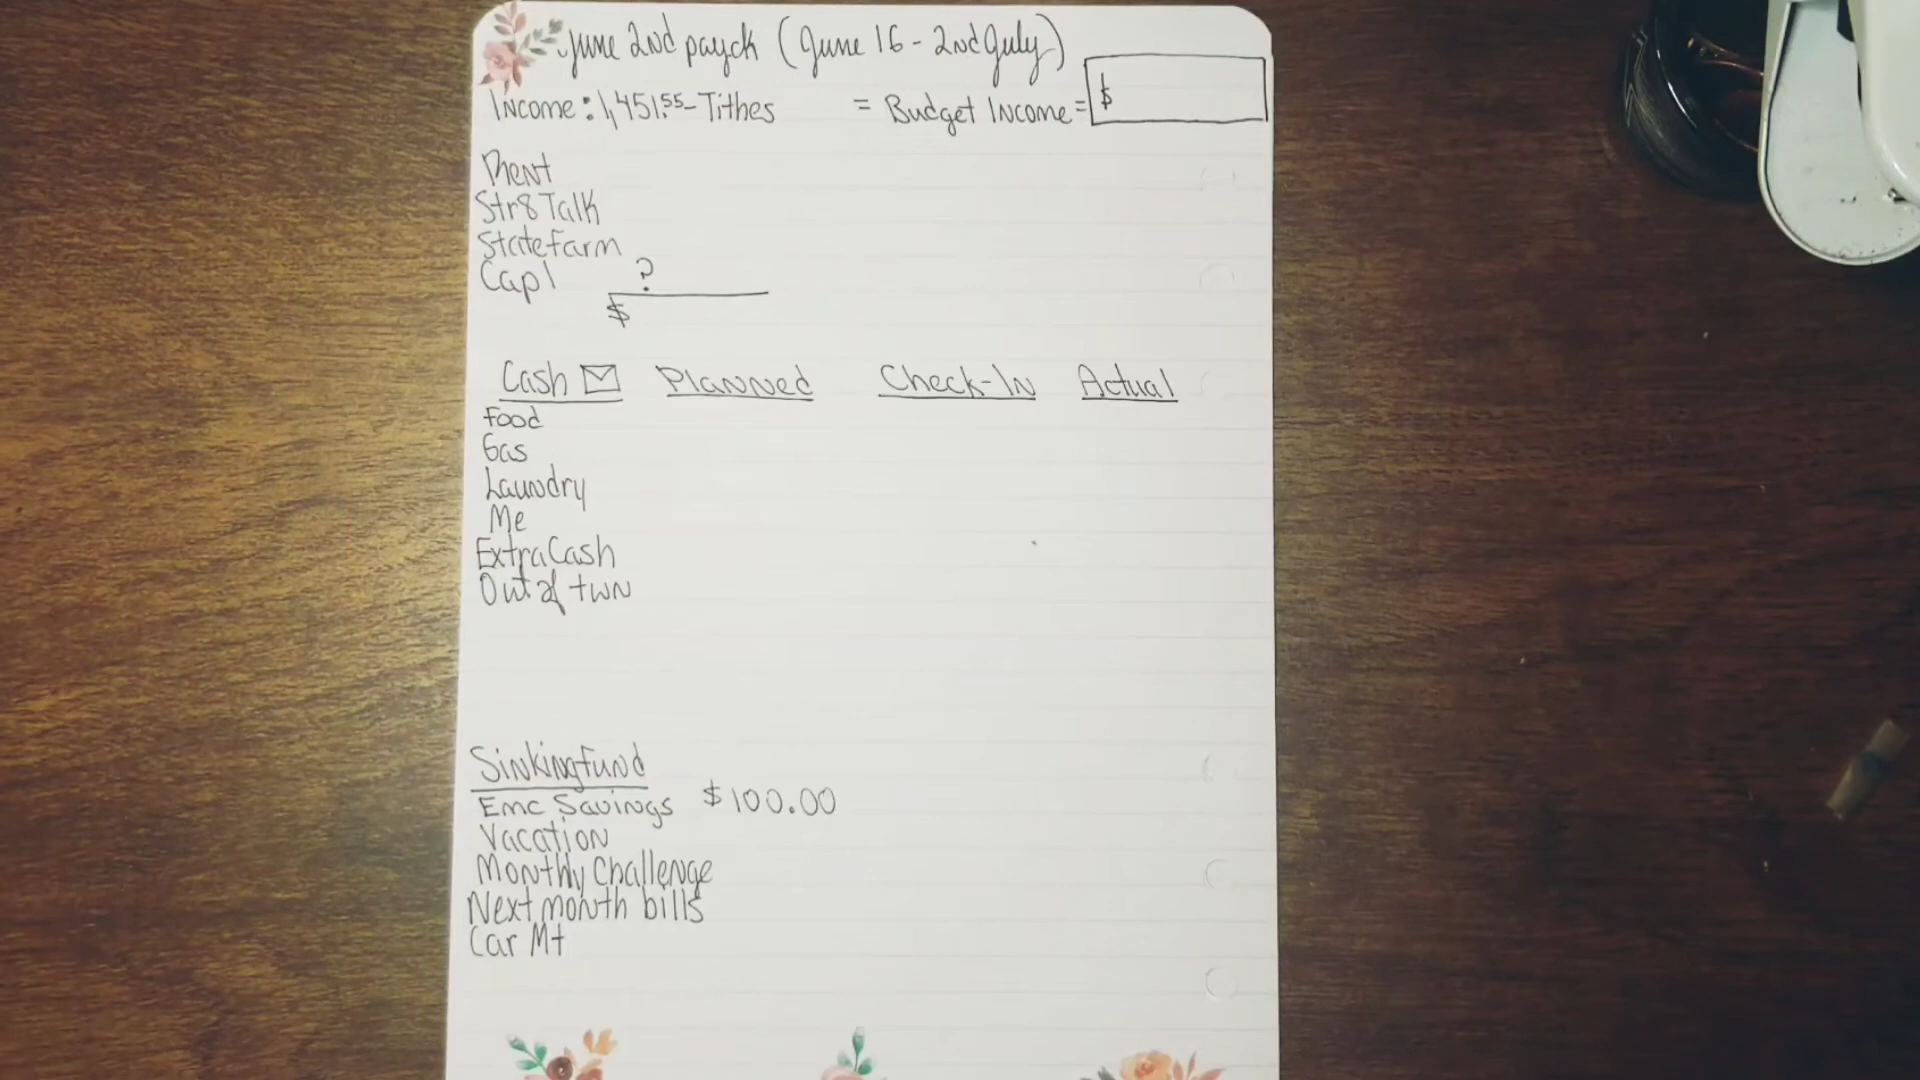 June 2nd payck (June 16 - 2nd July)
Income: 1,451.55 - Tithes = Budget Income = $
Rent
Str8 Talk
Statefarm
Cap1 ?
$
Cash Planned Check-In Actual
Food
Gas
Laundry
Me
Extra Cash
Out of twn
Sinking fund
Emc Savings $100.00
Vacation
Monthly Challenge
Next month bills
Car Mt